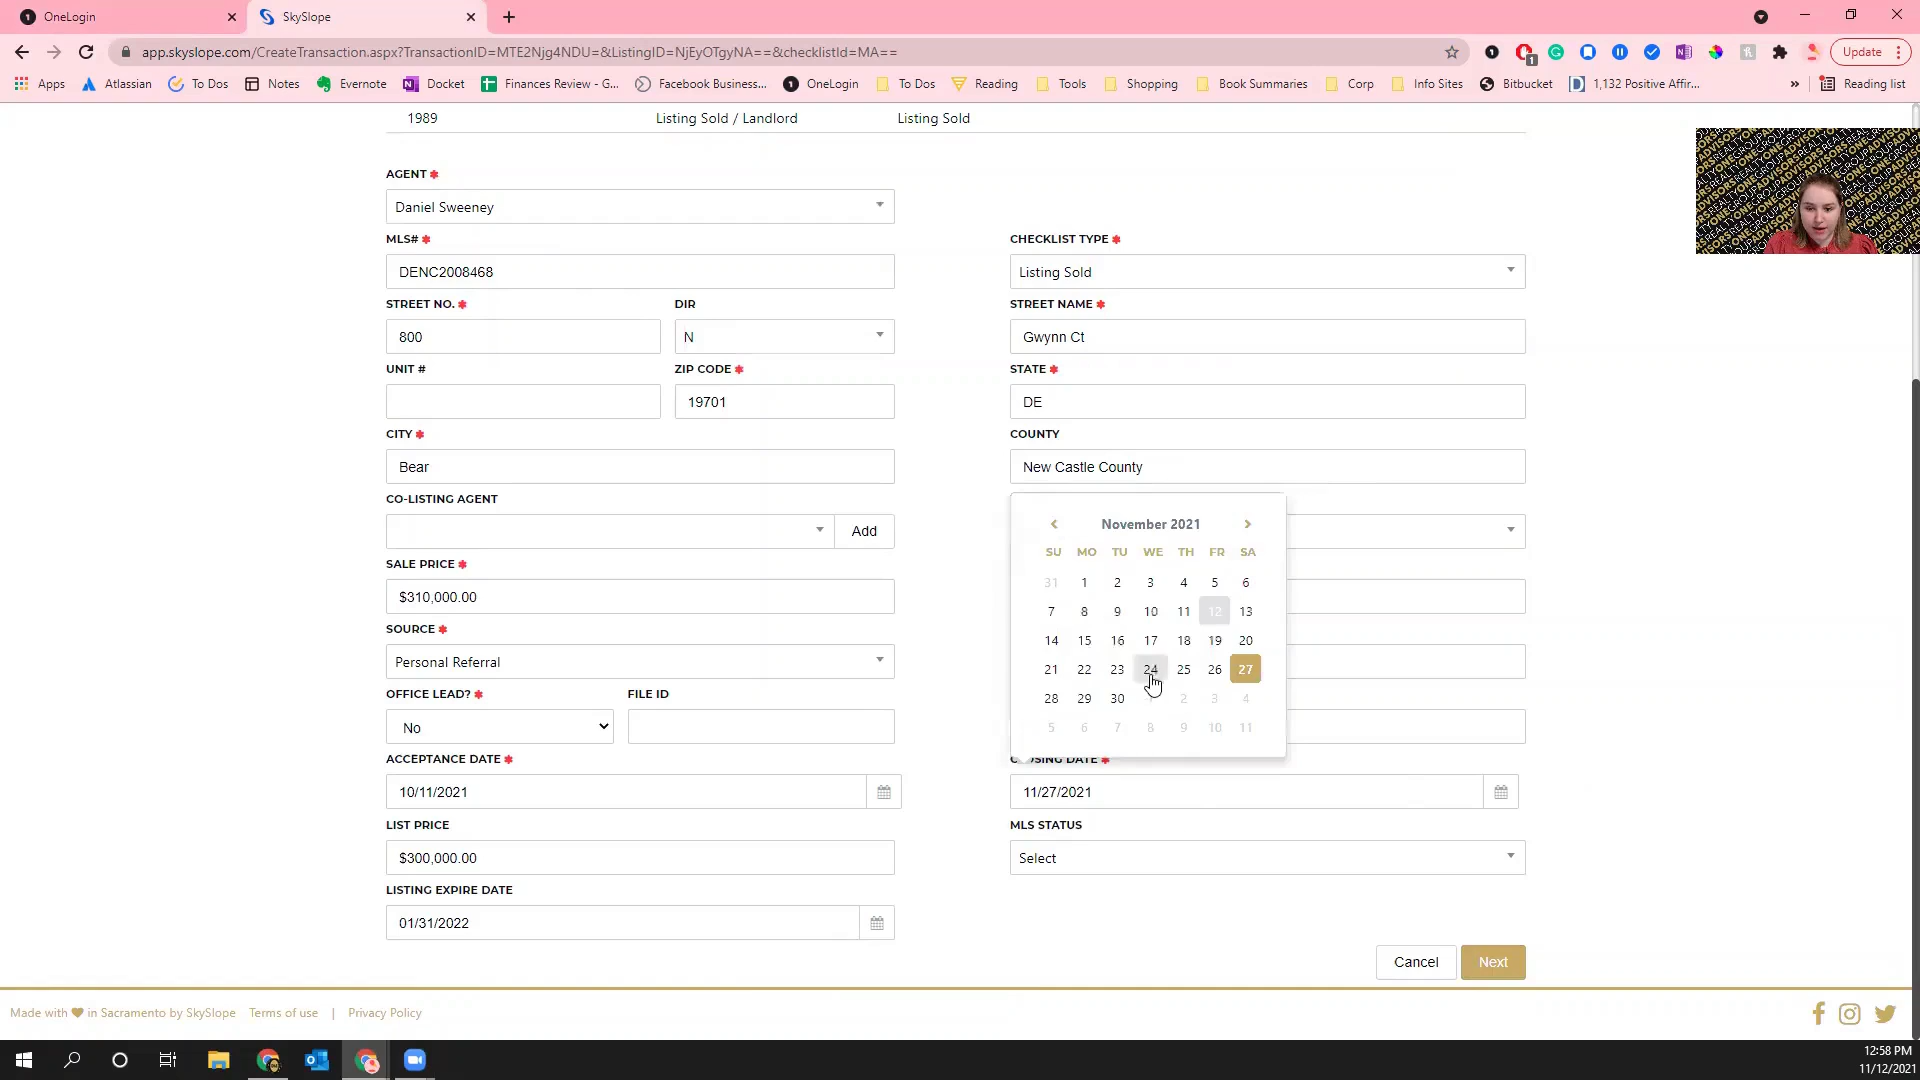 OneLogin
SkySlope
app.skyslope.com/CreateTransaction.aspx?TransactionID=MTE2Njg4NDU=&ListingID=NjEyOTgyNA==&checklistId=MA==
Update
Apps
Atlassian
To Do
Notes
Evernote
Docket
Finances Review - G...
Facebook Business...
OneLogin
To Dos
Reading
Tools
Shopping
Book Summaries
Corp
Info Sites
Bitbucket
1,132 Positive Affir...
»
Reading list
1989 Listing Sold / Landlord Listing Sold
AGENT *
Daniel Sweeney
MLS# *
DENC2008468
CHECKLIST TYPE *
Listing Sold
STREET NO. *
800
DIR
N
STREET NAME *
Gwynn Ct
UNIT #
ZIP CODE *
19701
STATE *
DE
CITY *
Bear
COUNTY
New Castle County
CO-LISTING AGENT
Add
SALE PRICE *
$310,000.00
SOURCE *
Personal Referral
OFFICE LEAD? *
No
FILE ID
November 2021
SU MO TU WE TH FR SA
31 1 2 3 4 5 6
7 8 9 10 11 12 13
14 15 16 17 18 19 20
21 22 23 24 25 26 27
28 29 30 1 2 3 4
5 6 7 8 9 10 11
ACCEPTANCE DATE *
10/11/2021
CLOSING DATE *
11/27/2021
LIST PRICE
$300,000.00
MLS STATUS
Select
LISTING EXPIRE DATE
01/31/2022
Cancel
Next
Made with ♥ in Sacramento by SkySlope Terms of use | Privacy Policy
12:58 PM
11/12/2021